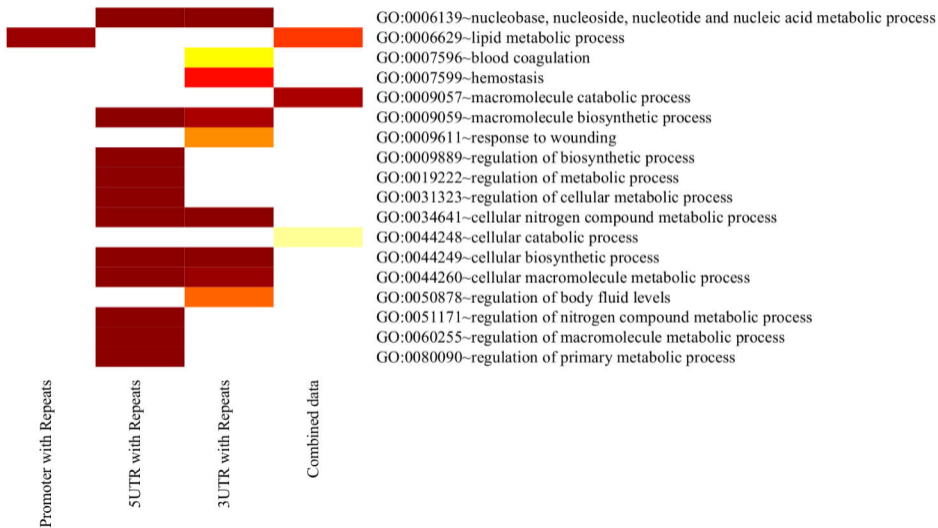 GO:0006139~nucleobase, nucleoside, nucleotide and nucleic acid metabolic process
GO:0006629~lipid metabolic process
GO:0007596~blood coagulation
GO:0007599~hemostasis
GO:0009057~macromolecule catabolic process
GO:0009059~macromolecule biosynthetic process
GO:0009611~response to wounding
GO:0009889~regulation of biosynthetic process
GO:0019222~regulation of metabolic process
GO:0031323~regulation of cellular metabolic process
GO:0034641~cellular nitrogen compound metabolic process
GO:0044248~cellular catabolic process
GO:0044249~cellular biosynthetic process
GO:0044260~cellular macromolecule metabolic process
GO:0050878~regulation of body fluid levels
GO:0051171~regulation of nitrogen compound metabolic process
GO:0060255~regulation of macromolecule metabolic process
GO:0080090~regulation of primary metabolic process
Promoter with Repeats
5UTR with Repeats
3UTR with Repeats
Combined data